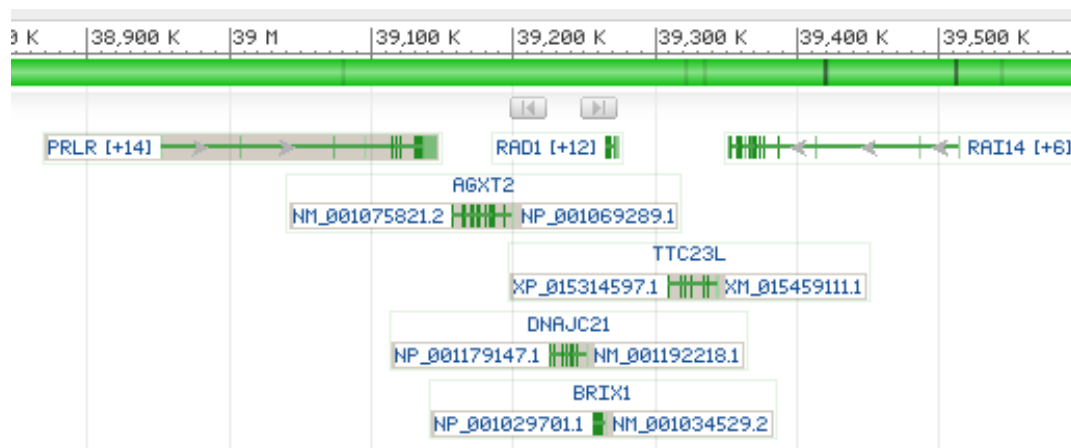 K |38,900 K |39 M |39,100 K |39,200 K |39,300 K |39,400 K |39,500 K
PRLR [+14] RAD1 [+12] RAI14 [+6]
AGXT2
NM_001075821.2 NP_001069289.1
TTC23L
XP_015314597.1 XM_015459111.1
DNAJC21
NP_001179147.1 NM_001192218.1
BRIX1
NP_001029701.1 NM_001034529.2